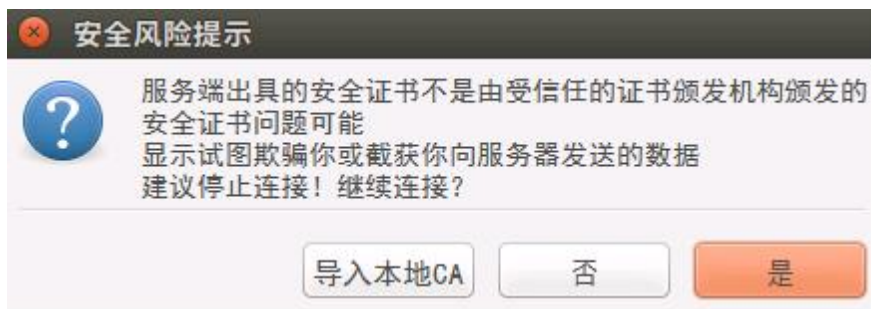 安全风险提示
服务端出具的安全证书不是由受信任的证书颁发机构颁发的
安全证书问题可能
显示试图欺骗你或截获你向服务器发送的数据
建议停止连接！继续连接？
导入本地CA 否 是